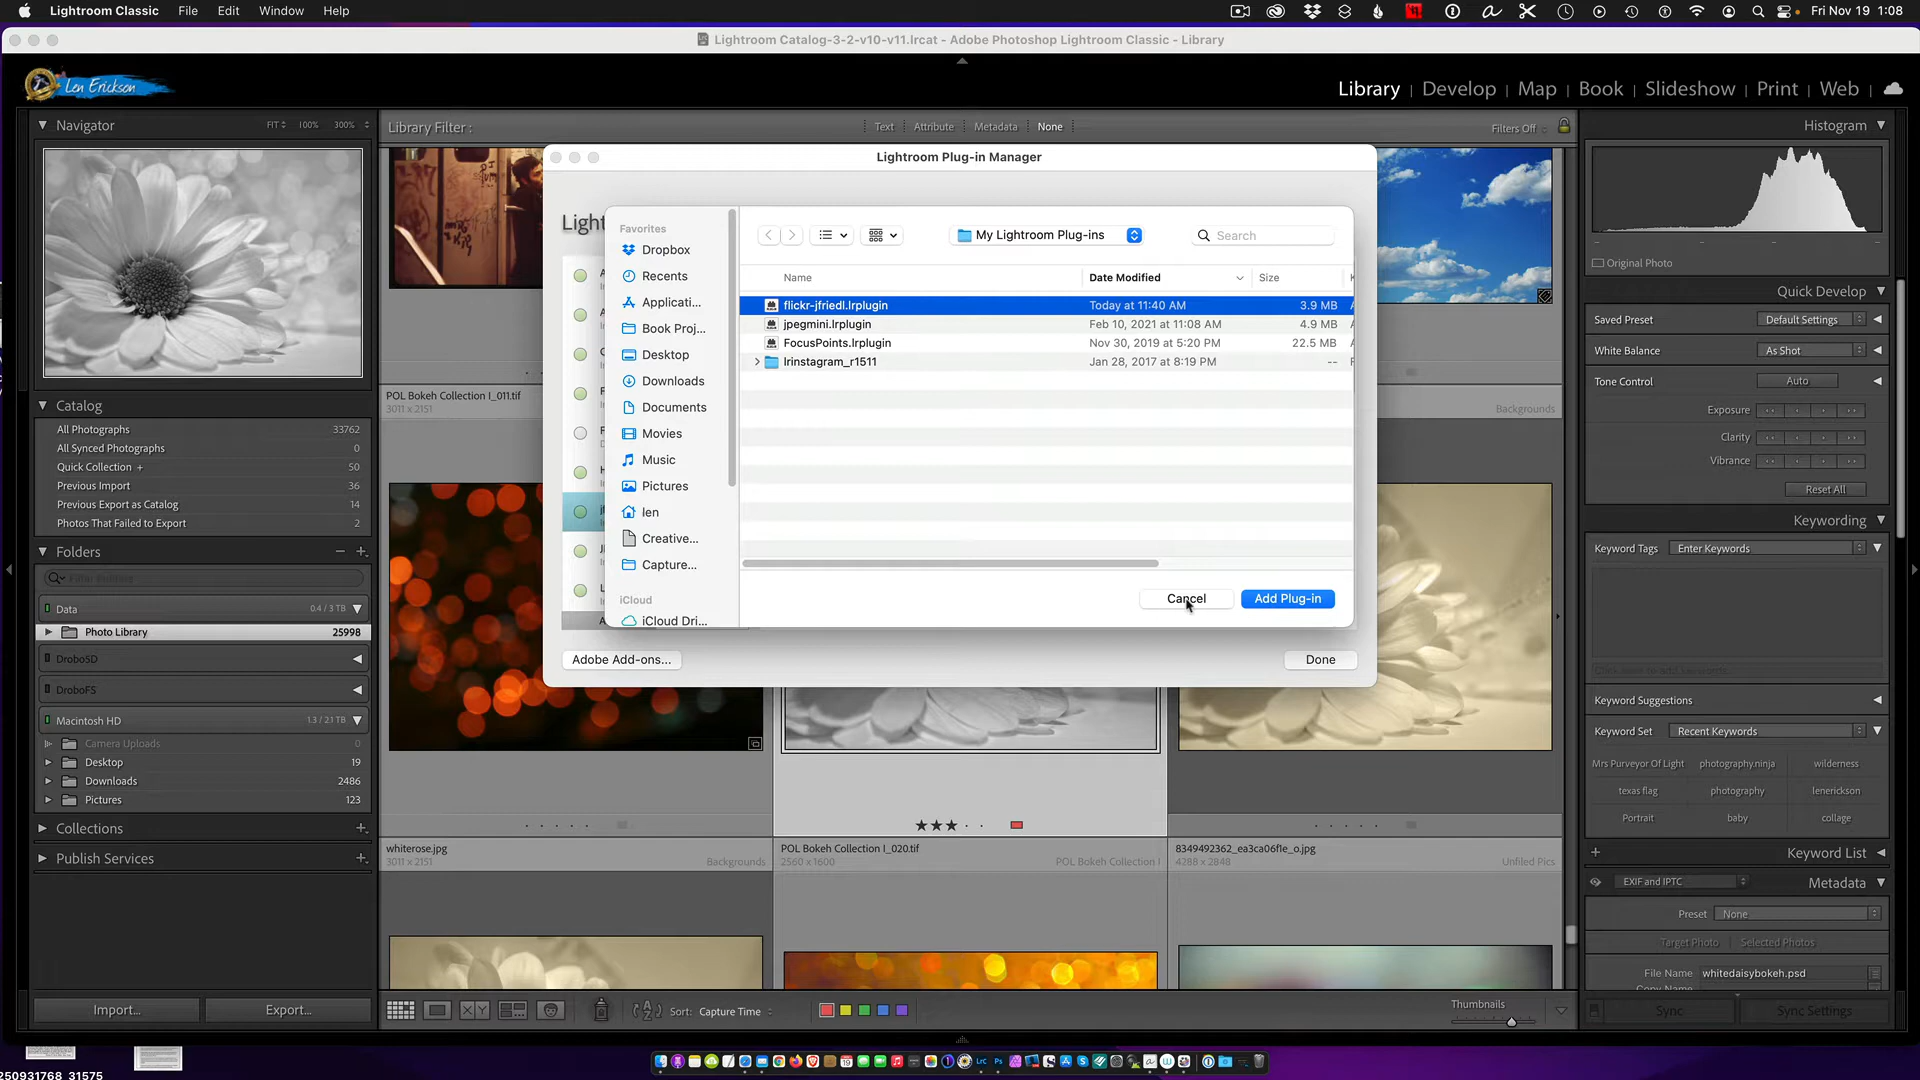 Lightroom Classic File Edit Window Help
Fri Nov 19 1:08
Lightroom Catalog-3-2-v10-v11.lrcat - Adobe Photoshop Lightroom Classic - Library
Len Erickson
Library | Develop | Map | Book | Slideshow | Print | Web
Navigator FIT 100% 300%
Library Filter : Text Attribute Metadata None Filters Off
Histogram
Original Photo
Quick Develop
Saved Preset Default Settings
White Balance As Shot
Tone Control Auto
Exposure
Clarity
Vibrance
Reset All
Keywording
Keyword Tags Enter Keywords
Click here to add keywords
Keyword Suggestions
Keyword Set Recent Keywords
Mrs Purveyor Of Light photography.ninja wilderness
texas flag photography lenerickson
Portrait baby collage
Keyword List
EXIF and IPTC Metadata
Preset None
Target Photo Selected Photos
File Name whitedaisybokeh.psd
Copy Name
Sync Sync Settings
Catalog
All Photographs 33762
All Synced Photographs 0
Quick Collection + 50
Previous Import 36
Previous Export as Catalog 14
Photos That Failed to Export 2
Folders
Filter Folders
Data 0.4 / 3 TB
Photo Library 25998
Drobo5D
DroboFS
Macintosh HD 1.3 / 2.1 TB
Camera Uploads 0
Desktop 19
Downloads 2486
Pictures 123
Collections
Publish Services
Import... Export...
POL Bokeh Collection I_011.tif
3011 x 2151
Backgrounds
whiterose.jpg
3011 x 2151 Backgrounds
POL Bokeh Collection I_020.tif
2560 x 1600 POL Bokeh Collection I
8349492362_ea3ca06f1e_o.jpg
4288 x 2848 Unfiled Pics
Sort: Capture Time
Thumbnails
Lightroom Plug-in Manager
Light
Favorites
Dropbox
Recents
Applicati...
Book Proj...
Desktop
Downloads
Documents
Movies
Music
Pictures
len
Creative...
Capture...
iCloud
iCloud Dri...
My Lightroom Plug-ins
Search
Name Date Modified Size
flickr-jfriedl.lrplugin Today at 11:40 AM 3.9 MB
jpegmini.lrplugin Feb 10, 2021 at 11:08 AM 4.9 MB
FocusPoints.lrplugin Nov 30, 2019 at 5:20 PM 22.5 MB
lrinstagram_r1511 Jan 28, 2017 at 8:19 PM --
Cancel Add Plug-in
Adobe Add-ons... Done
250931768_31575